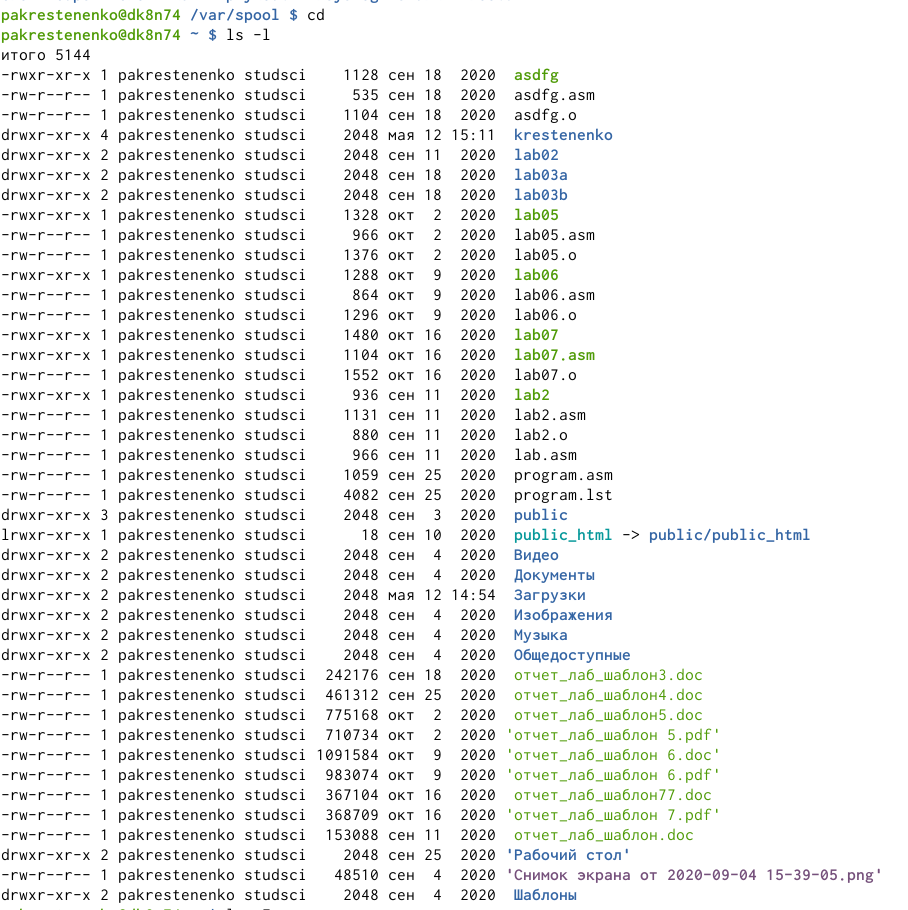 pakrestenenko@dk8n74 /var/spool $ cd
pakrestenenko@dk8n74 ~ $ ls -l
итого 5144
-rwxr-xr-x 1 pakrestenenko studsci    1128 сен 18  2020  asdfg
-rw-r--r-- 1 pakrestenenko studsci     535 сен 18  2020  asdfg.asm
-rw-r--r-- 1 pakrestenenko studsci    1104 сен 18  2020  asdfg.o
drwxr-xr-x 4 pakrestenenko studsci    2048 мая 12 15:11  krestenenko
drwxr-xr-x 2 pakrestenenko studsci    2048 сен 11  2020  lab02
drwxr-xr-x 2 pakrestenenko studsci    2048 сен 18  2020  lab03a
drwxr-xr-x 2 pakrestenenko studsci    2048 сен 18  2020  lab03b
-rwxr-xr-x 1 pakrestenenko studsci    1328 окт  2  2020  lab05
-rw-r--r-- 1 pakrestenenko studsci     966 окт  2  2020  lab05.asm
-rw-r--r-- 1 pakrestenenko studsci    1376 окт  2  2020  lab05.o
-rwxr-xr-x 1 pakrestenenko studsci    1288 окт  9  2020  lab06
-rw-r--r-- 1 pakrestenenko studsci     864 окт  9  2020  lab06.asm
-rw-r--r-- 1 pakrestenenko studsci    1296 окт  9  2020  lab06.o
-rwxr-xr-x 1 pakrestenenko studsci    1480 окт 16  2020  lab07
-rwxr-xr-x 1 pakrestenenko studsci    1104 окт 16  2020  lab07.asm
-rw-r--r-- 1 pakrestenenko studsci    1552 окт 16  2020  lab07.o
-rwxr-xr-x 1 pakrestenenko studsci     936 сен 11  2020  lab2
-rw-r--r-- 1 pakrestenenko studsci    1131 сен 11  2020  lab2.asm
-rw-r--r-- 1 pakrestenenko studsci     880 сен 11  2020  lab2.o
-rw-r--r-- 1 pakrestenenko studsci     966 сен 11  2020  lab.asm
-rw-r--r-- 1 pakrestenenko studsci    1059 сен 25  2020  program.asm
-rw-r--r-- 1 pakrestenenko studsci    4082 сен 25  2020  program.lst
drwxr-xr-x 3 pakrestenenko studsci    2048 сен  3  2020  public
lrwxr-xr-x 1 pakrestenenko studsci      18 сен 10  2020  public_html -> public/public_html
drwxr-xr-x 2 pakrestenenko studsci    2048 сен  4  2020  Видео
drwxr-xr-x 2 pakrestenenko studsci    2048 сен  4  2020  Документы
drwxr-xr-x 2 pakrestenenko studsci    2048 мая 12 14:54  Загрузки
drwxr-xr-x 2 pakrestenenko studsci    2048 сен  4  2020  Изображения
drwxr-xr-x 2 pakrestenenko studsci    2048 сен  4  2020  Музыка
drwxr-xr-x 2 pakrestenenko studsci    2048 сен  4  2020  Общедоступные
-rw-r--r-- 1 pakrestenenko studsci  242176 сен 18  2020  отчет_лаб_шаблон3.doc
-rw-r--r-- 1 pakrestenenko studsci  461312 сен 25  2020  отчет_лаб_шаблон4.doc
-rw-r--r-- 1 pakrestenenko studsci  775168 окт  2  2020  отчет_лаб_шаблон5.doc
-rw-r--r-- 1 pakrestenenko studsci  710734 окт  2  2020 'отчет_лаб_шаблон 5.pdf'
-rw-r--r-- 1 pakrestenenko studsci 1091584 окт  9  2020 'отчет_лаб_шаблон 6.doc'
-rw-r--r-- 1 pakrestenenko studsci  983074 окт  9  2020 'отчет_лаб_шаблон 6.pdf'
-rw-r--r-- 1 pakrestenenko studsci  367104 окт 16  2020  отчет_лаб_шаблон77.doc
-rw-r--r-- 1 pakrestenenko studsci  368709 окт 16  2020 'отчет_лаб_шаблон 7.pdf'
-rw-r--r-- 1 pakrestenenko studsci  153088 сен 11  2020  отчет_лаб_шаблон.doc
drwxr-xr-x 2 pakrestenenko studsci    2048 сен 25  2020 'Рабочий стол'
-rw-r--r-- 1 pakrestenenko studsci   48510 сен  4  2020 'Снимок экрана от 2020-09-04 15-39-05.png'
drwxr-xr-x 2 pakrestenenko studsci    2048 сен  4  2020  Шаблоны